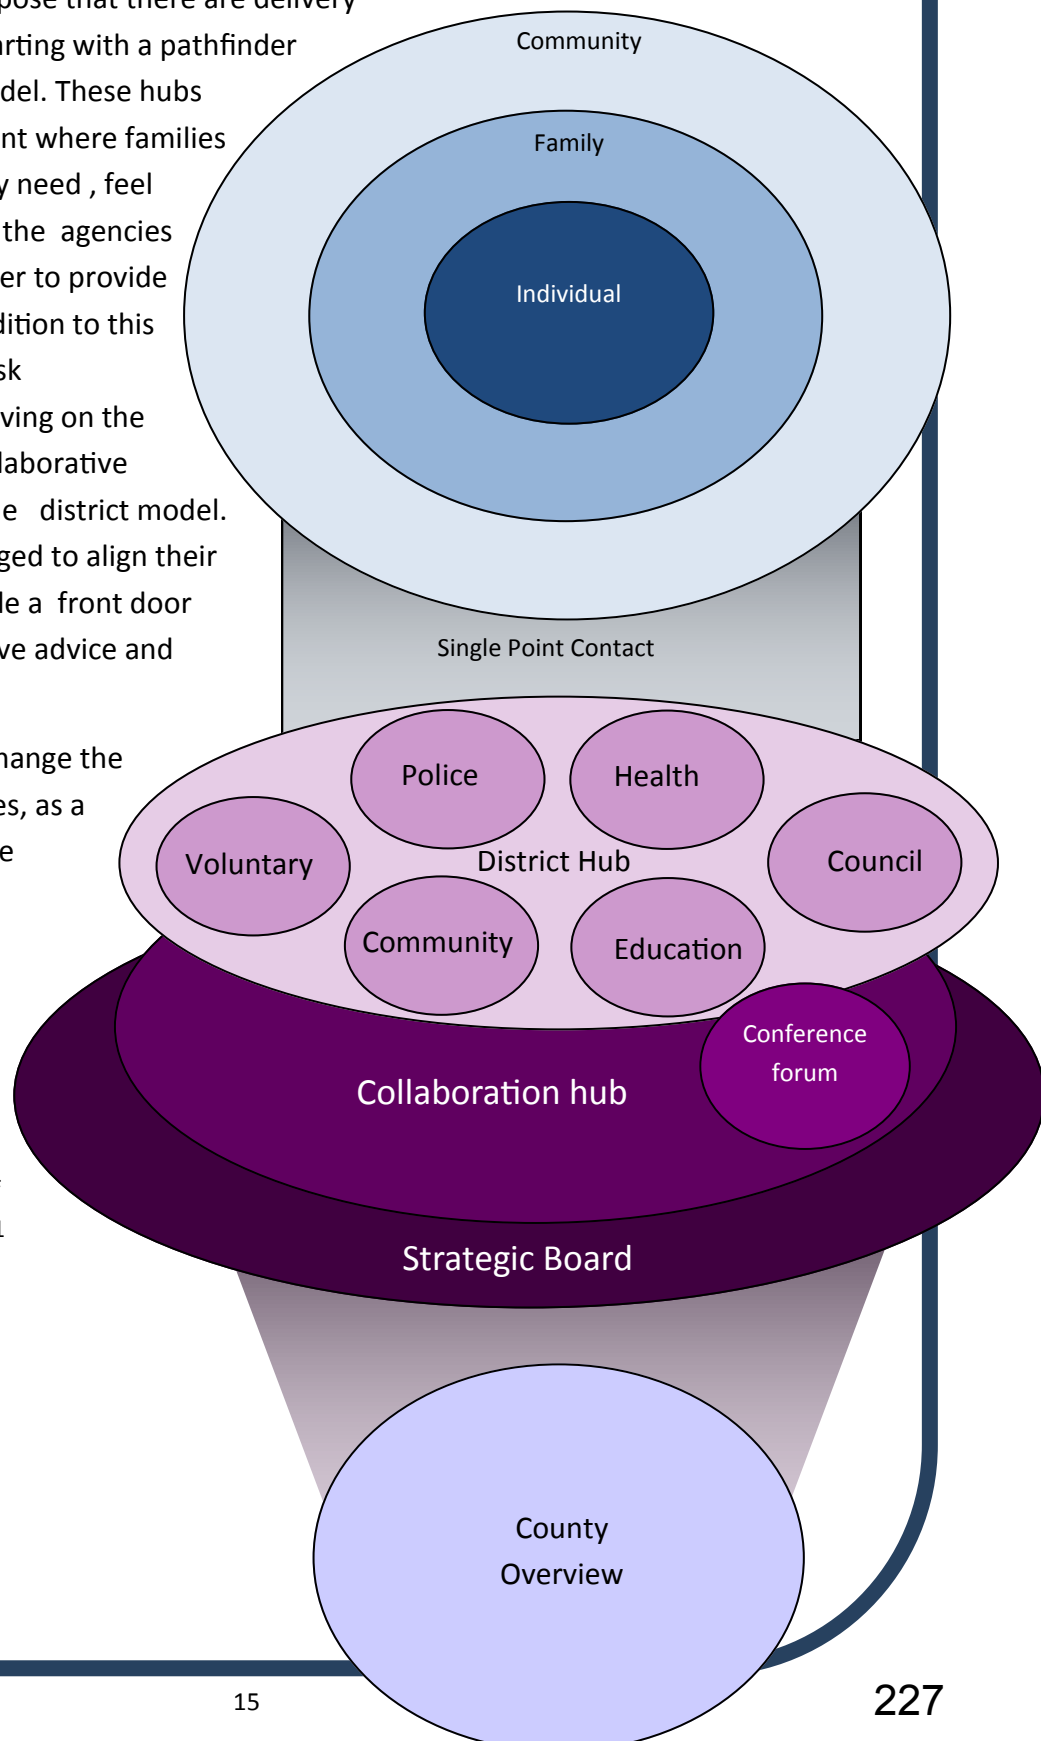 pose that there are delivery
arting with a pathfinder
del. These hubs
nt where families
y need , feel
the agencies
er to provide
dition to this
sk
ving on the
laborative
e district model.
ged to align their
le a front door
ve advice and
hange the
es, as a
e
Community
Family
Individual
Single Point Contact
Police
Health
Voluntary
District Hub
Council
Community
Education
Conference
forum
Collaboration hub
Strategic Board
County
Overview
15
227